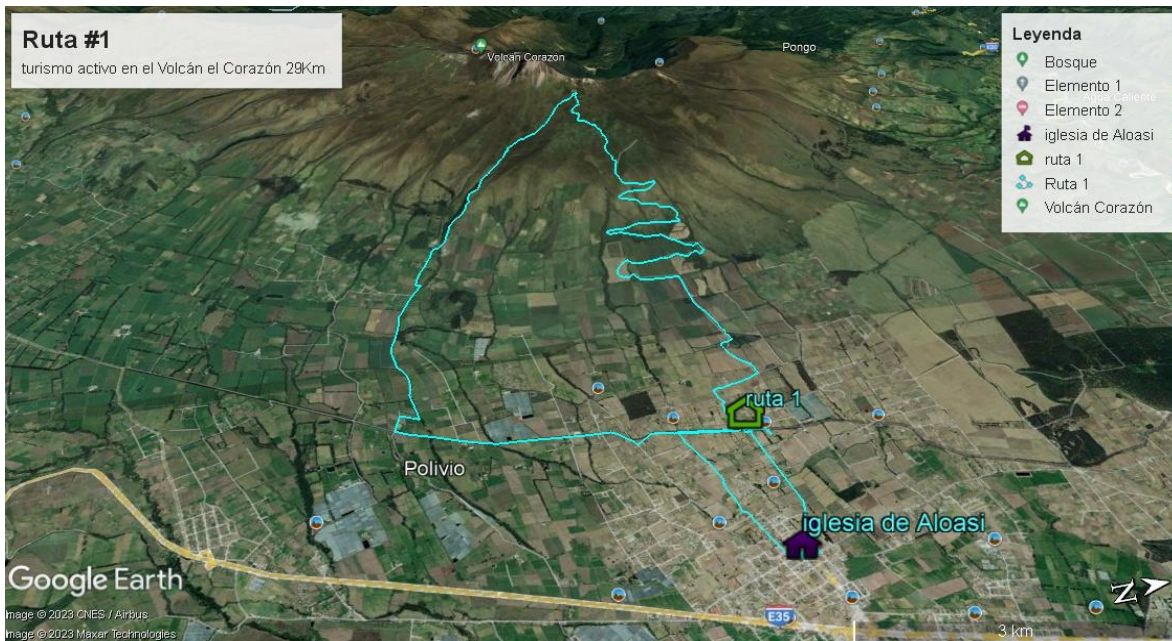 Ruta #1
turismo activo en el Volcán el Corazón 29Km
Volcán Corazón
Pongo
Leyenda
Bosque
Elemento 1
Elemento 2
iglesia de Aloasi
ruta 1
Ruta 1
Volcán Corazón
Agua Caliente
ruta 1
Polivio
iglesia de Aloasi
Google Earth
Image © 2023 CNES / Airbus
Image © 2023 Maxar Technologies
E35
N
3 km